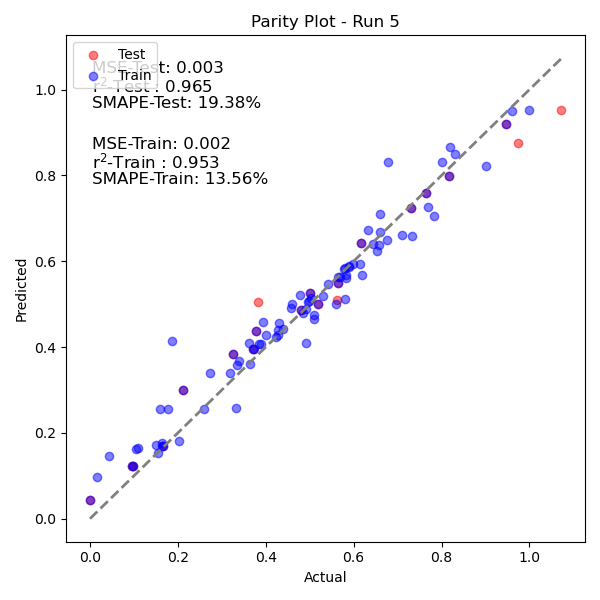 Parity Plot - Run 5
Test
Train
MSE-Test: 0.003
r²-Test : 0.965
SMAPE-Test: 19.38%
MSE-Train: 0.002
r²-Train : 0.953
SMAPE-Train: 13.56%
Predicted
1.0
0.8
0.6
0.4
0.2
0.0
0.0 0.2 0.4 0.6 0.8 1.0
Actual